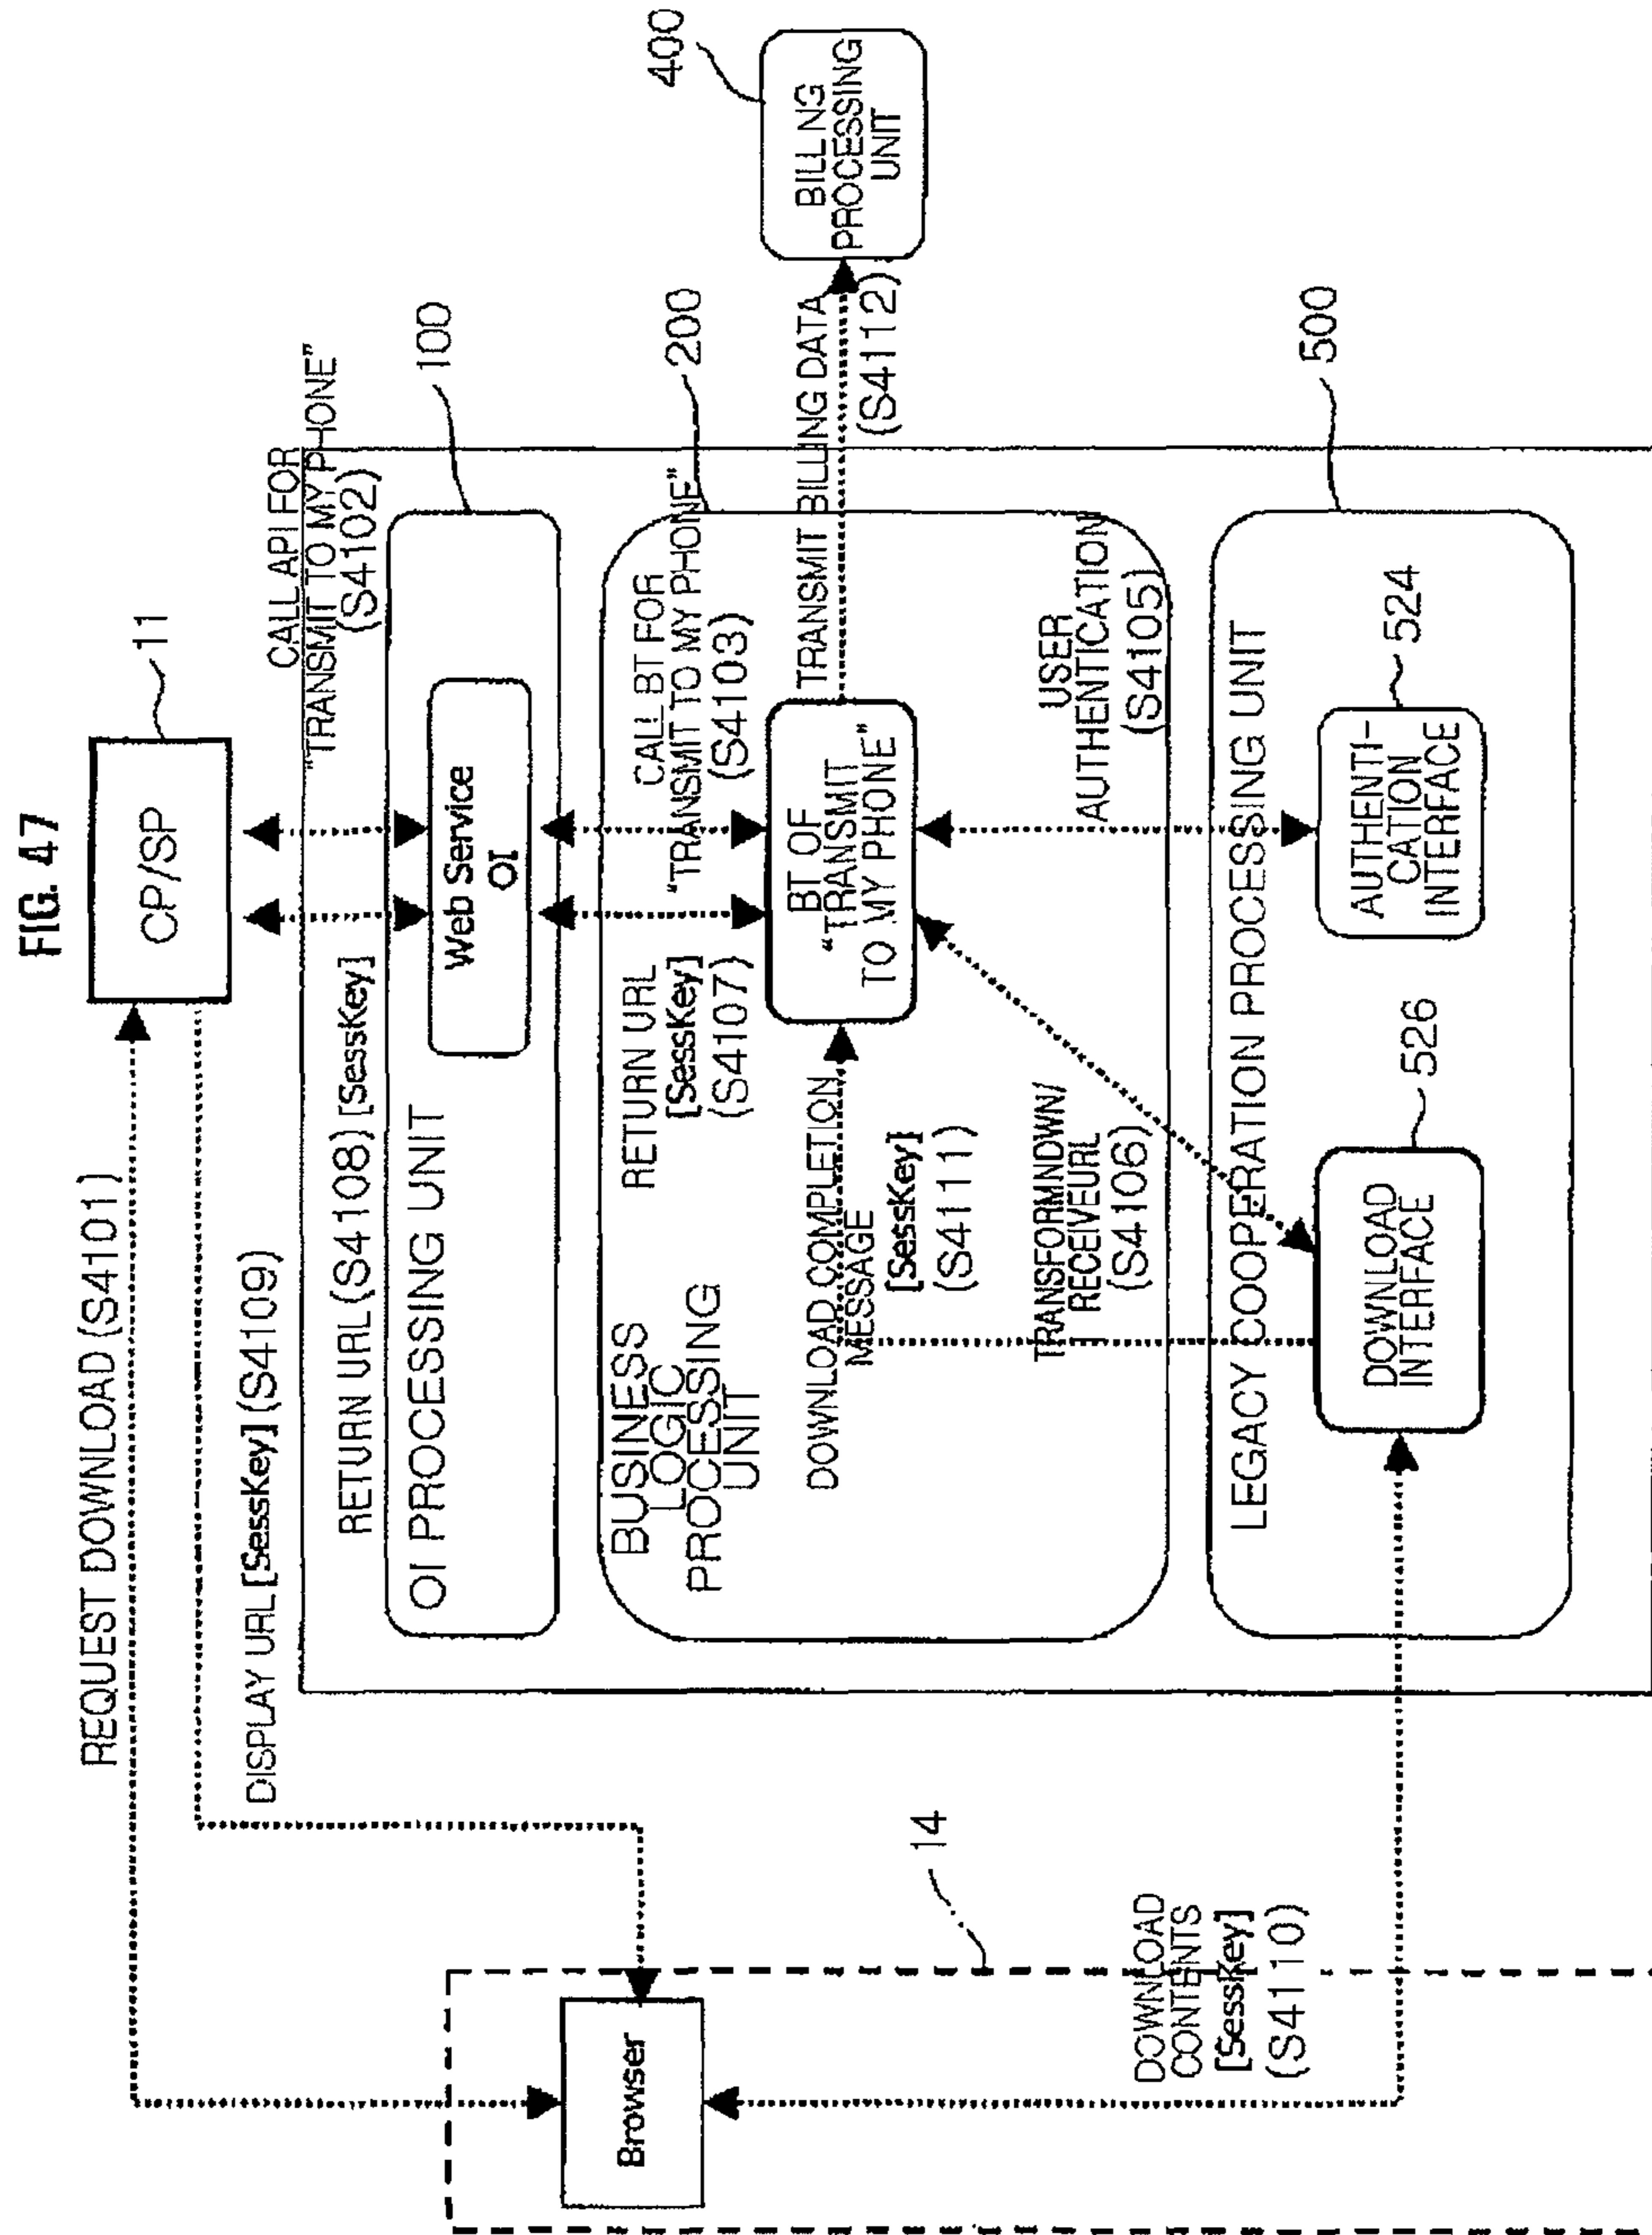 FIG. 47
REQUEST DOWNLOAD (S4101)
CP/SP
11
DISPLAY URL [SessKey] (S4109)
CALL API FOR
"TRANSMIT TO MY PHONE"
(S4102)
RETURN URL(S4108) [SessKey]
OI PROCESSING UNIT
Web Service
OI
100
BUSINESS
LOGIC
PROCESSING
UNIT
RETURN URL
[SessKey]
(S4107)
CALL BT FOR
"TRANSMIT TO MY PHONE"
(S4103)
200
DOWNLOAD COMPLETION
MESSAGE
[SessKey]
(S4111)
BT OF
"TRANSMIT
TO MY PHONE"
TRANSMIT BILLING DATA
(S4112)
BILLNG
PROCESSING
UNIT
400
TRANSFORMNDWN/
RECEIVEURL
(S4106)
USER
AUTHENTICATION
(S4105)
LEGACY COOPERATION PROCESSING UNIT
500
DOWNLOAD
INTERFACE
526
AUTHENTI-
CATION
INTERFACE
524
Browser
14
DOWNLOAD
CONTENTS
[SessKey]
(S4110)